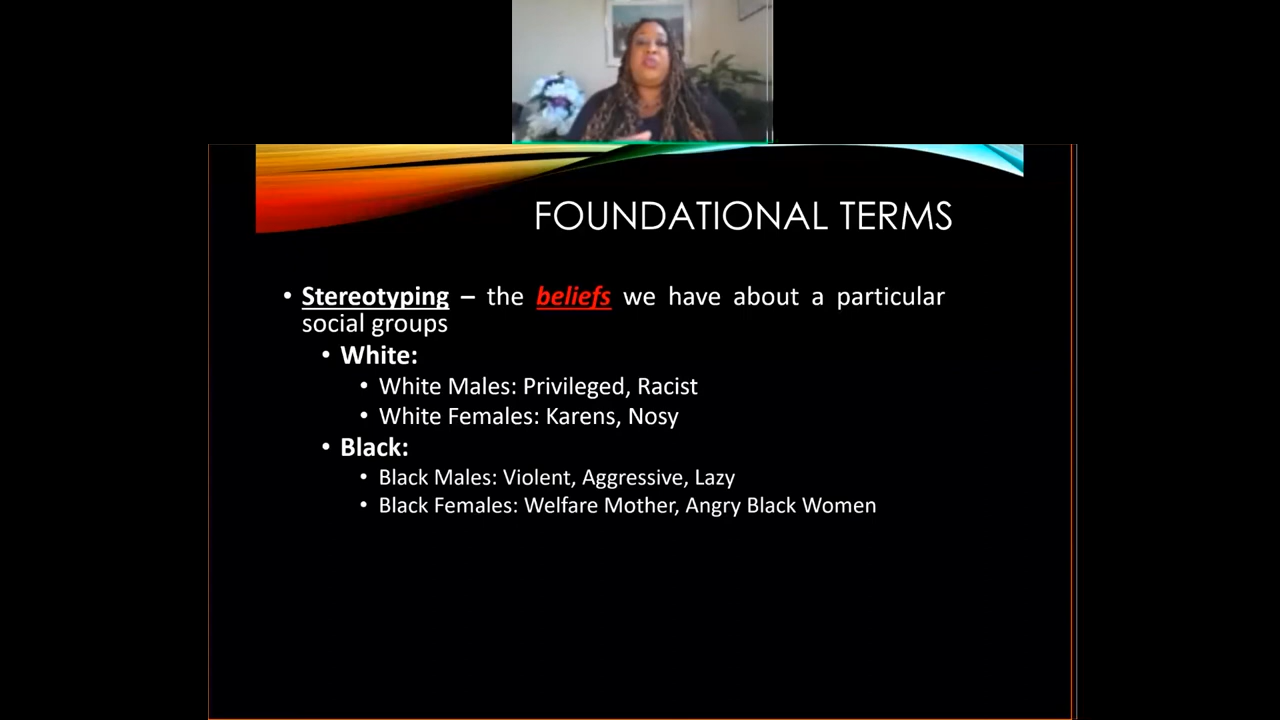 FOUNDATIONAL TERMS
• Stereotyping – the beliefs we have about a particular
social groups
• White:
• White Males: Privileged, Racist
• White Females: Karens, Nosy
• Black:
• Black Males: Violent, Aggressive, Lazy
• Black Females: Welfare Mother, Angry Black Women